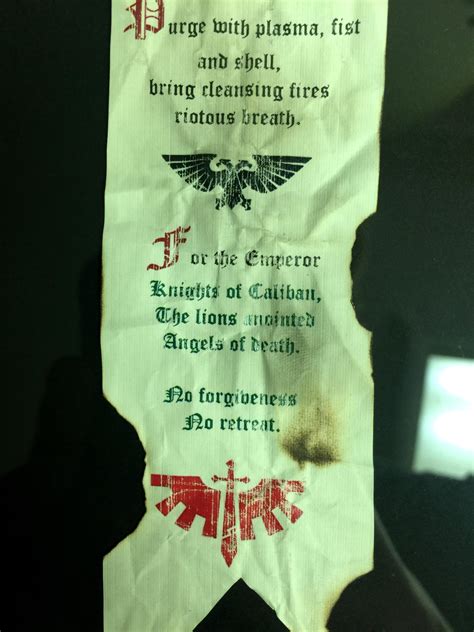 Purge with plasma, fist
and shell,
bring cleansing fires
riotous breath.
For the Emperor
Knights of Caliban,
The lions anointed
Angels of death.
No forgiveness
No retreat.